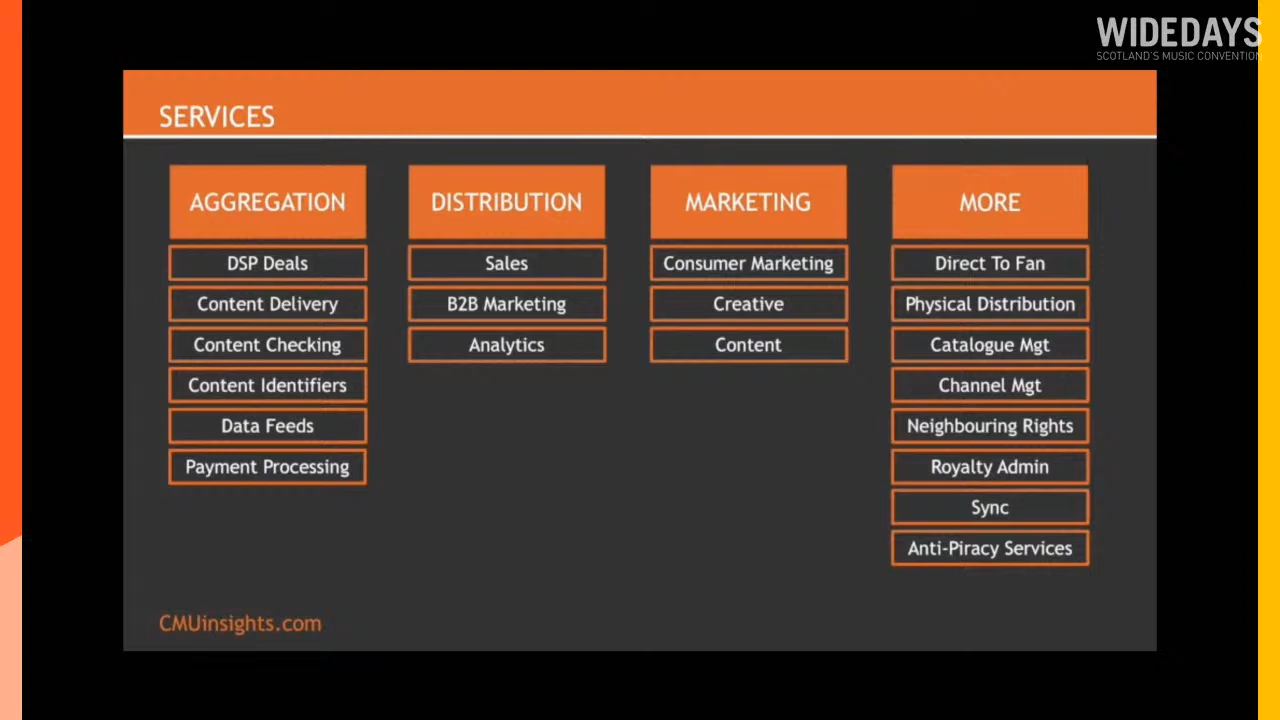 WIDEDAYS
SCOTLAND'S MUSIC CONVENTION
SERVICES
AGGREGATION
DSP Deals
Content Delivery
Content Checking
Content Identifiers
Data Feeds
Payment Processing
DISTRIBUTION
Sales
B2B Marketing
Analytics
MARKETING
Consumer Marketing
Creative
Content
MORE
Direct To Fan
Physical Distribution
Catalogue Mgt
Channel Mgt
Neighbouring Rights
Royalty Admin
Sync
Anti-Piracy Services
CMUinsights.com